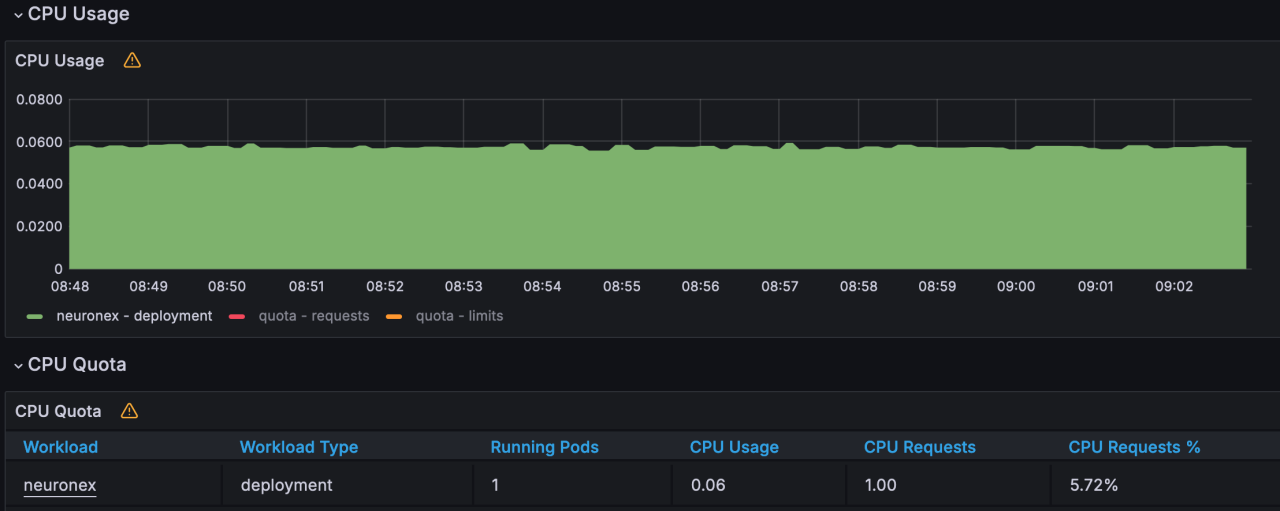 CPU Usage
CPU Usage
0.0800
0.0600
0.0400
0.0200
0
08:48 08:49 08:50 08:51 08:52 08:53 08:54 08:55 08:56 08:57 08:58 08:59 09:00 09:01 09:02
neuronex - deployment quota - requests quota - limits
CPU Quota
CPU Quota
Workload Workload Type Running Pods CPU Usage CPU Requests CPU Requests %
neuronex deployment 1 0.06 1.00 5.72%